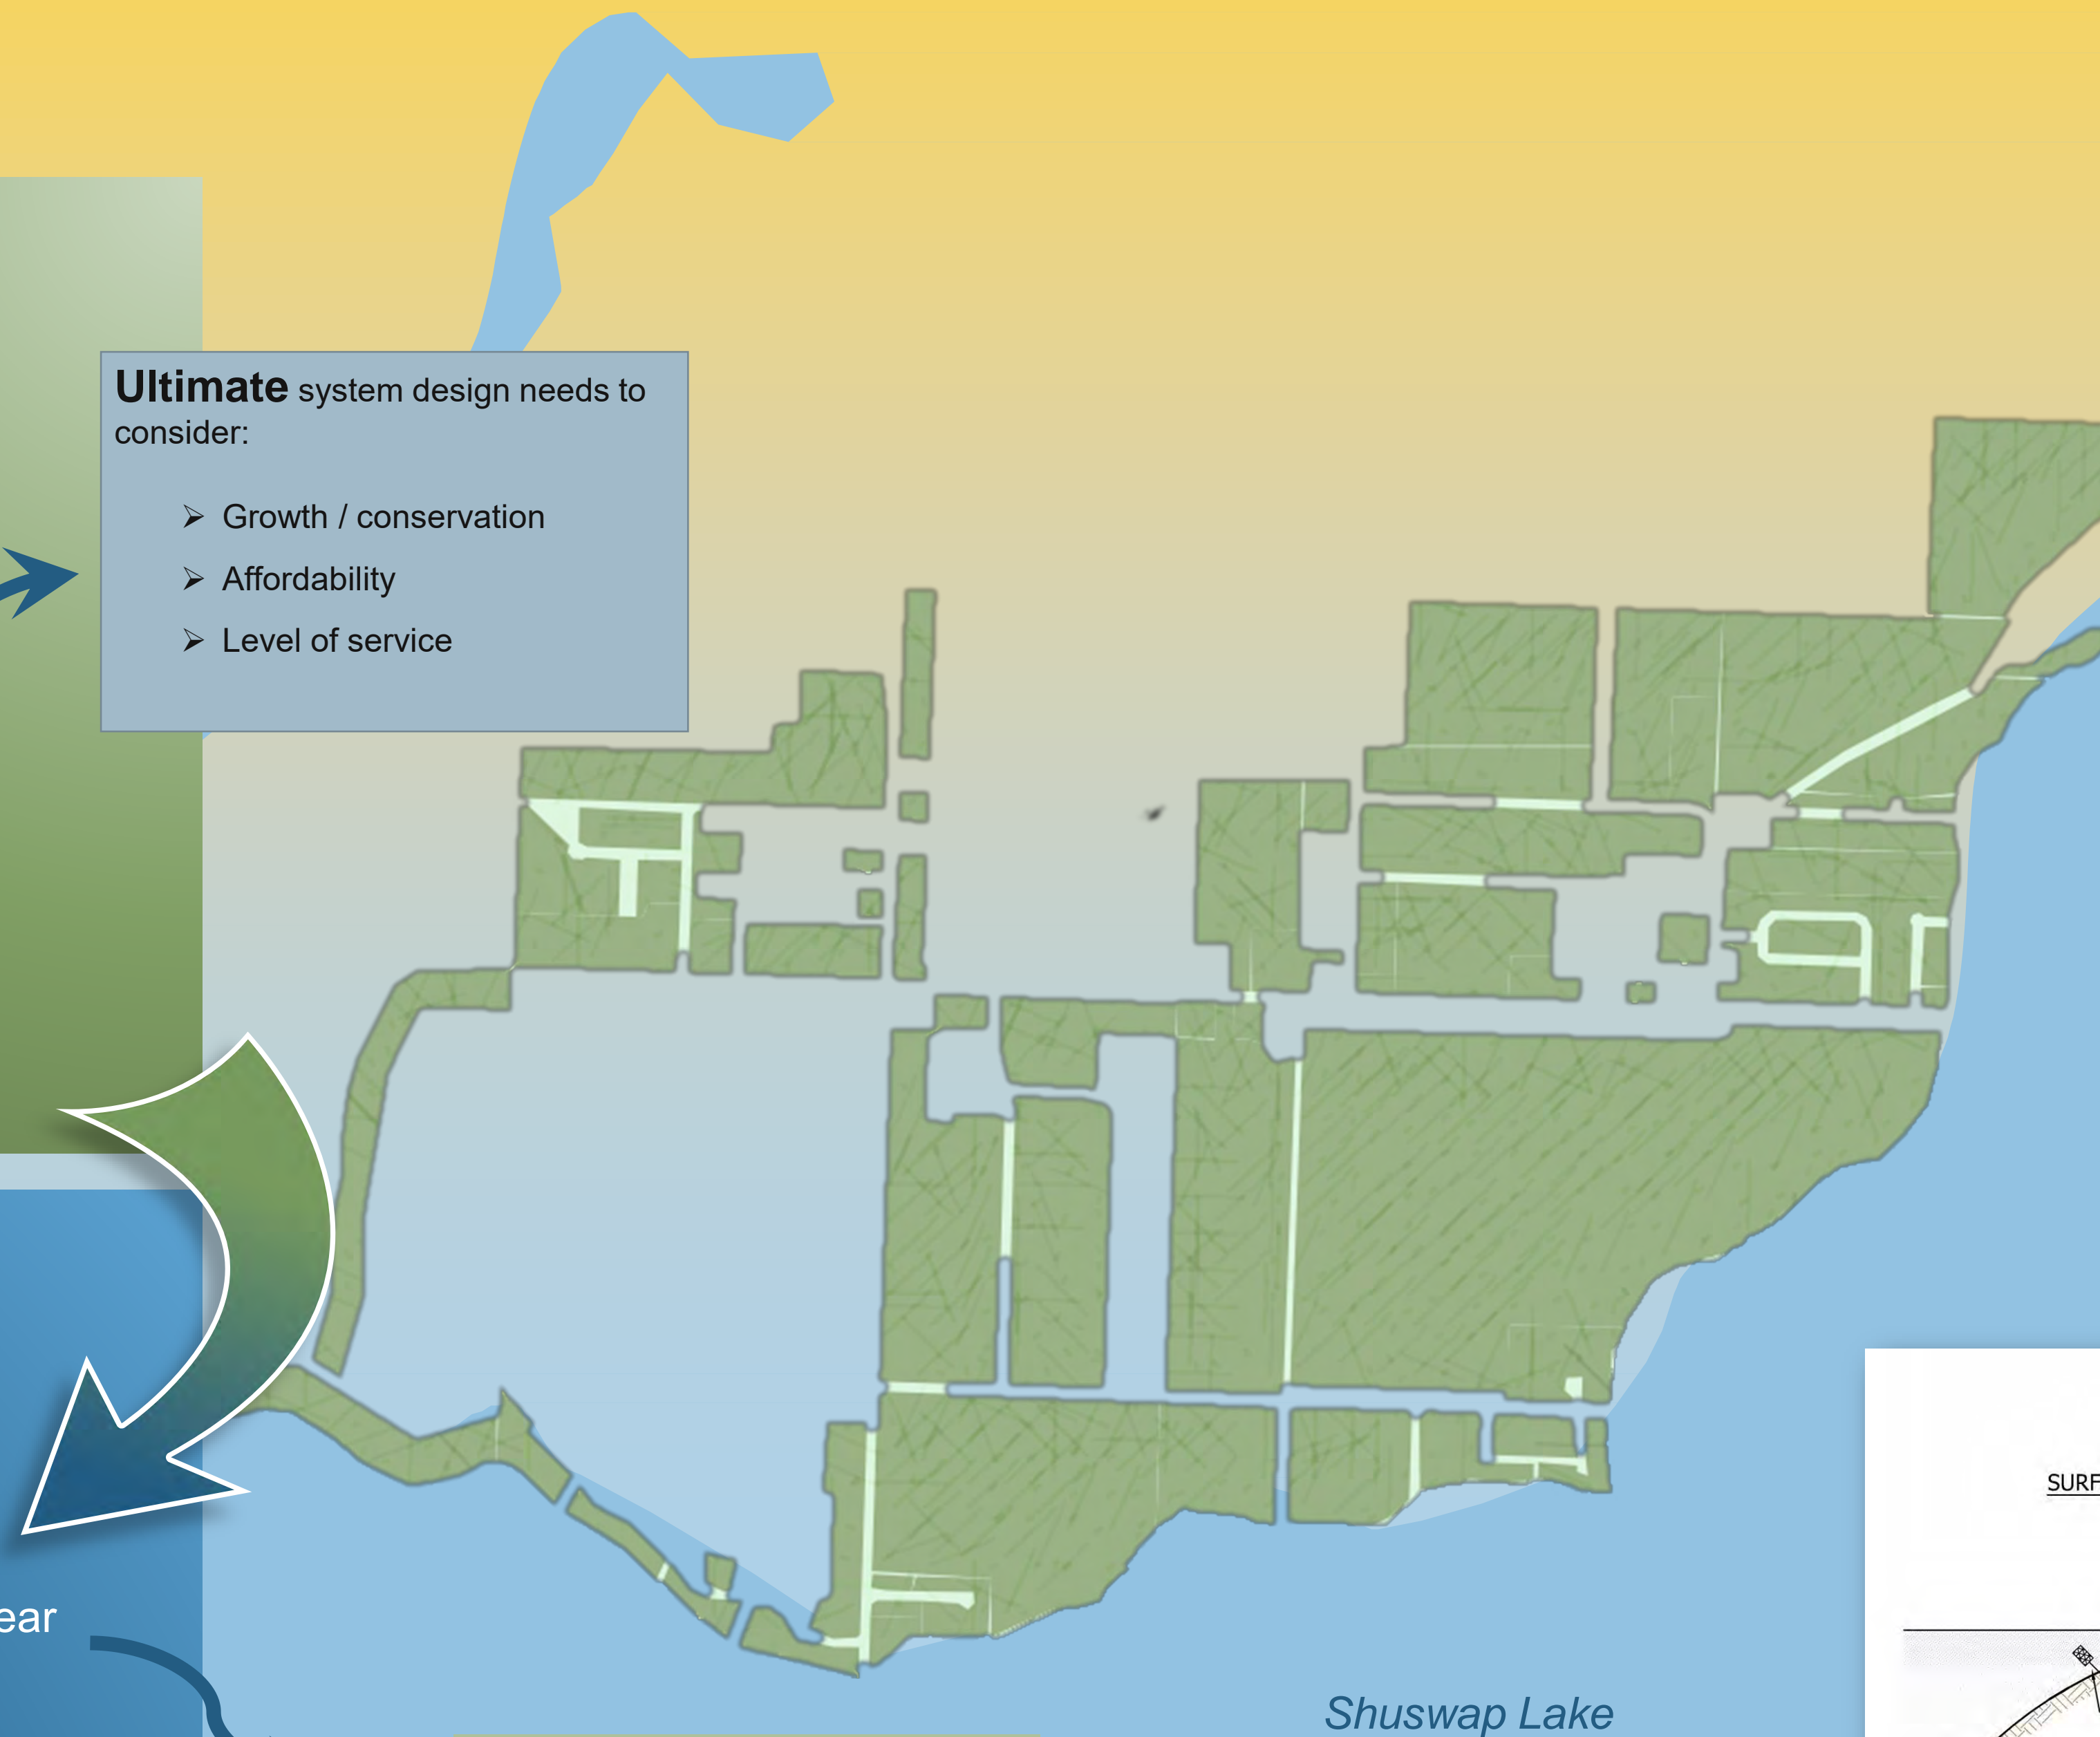 Ultimate system design needs to
consider:
➢ Growth / conservation
➢ Affordability
➢ Level of service
SURF
ear
Shuswap Lake